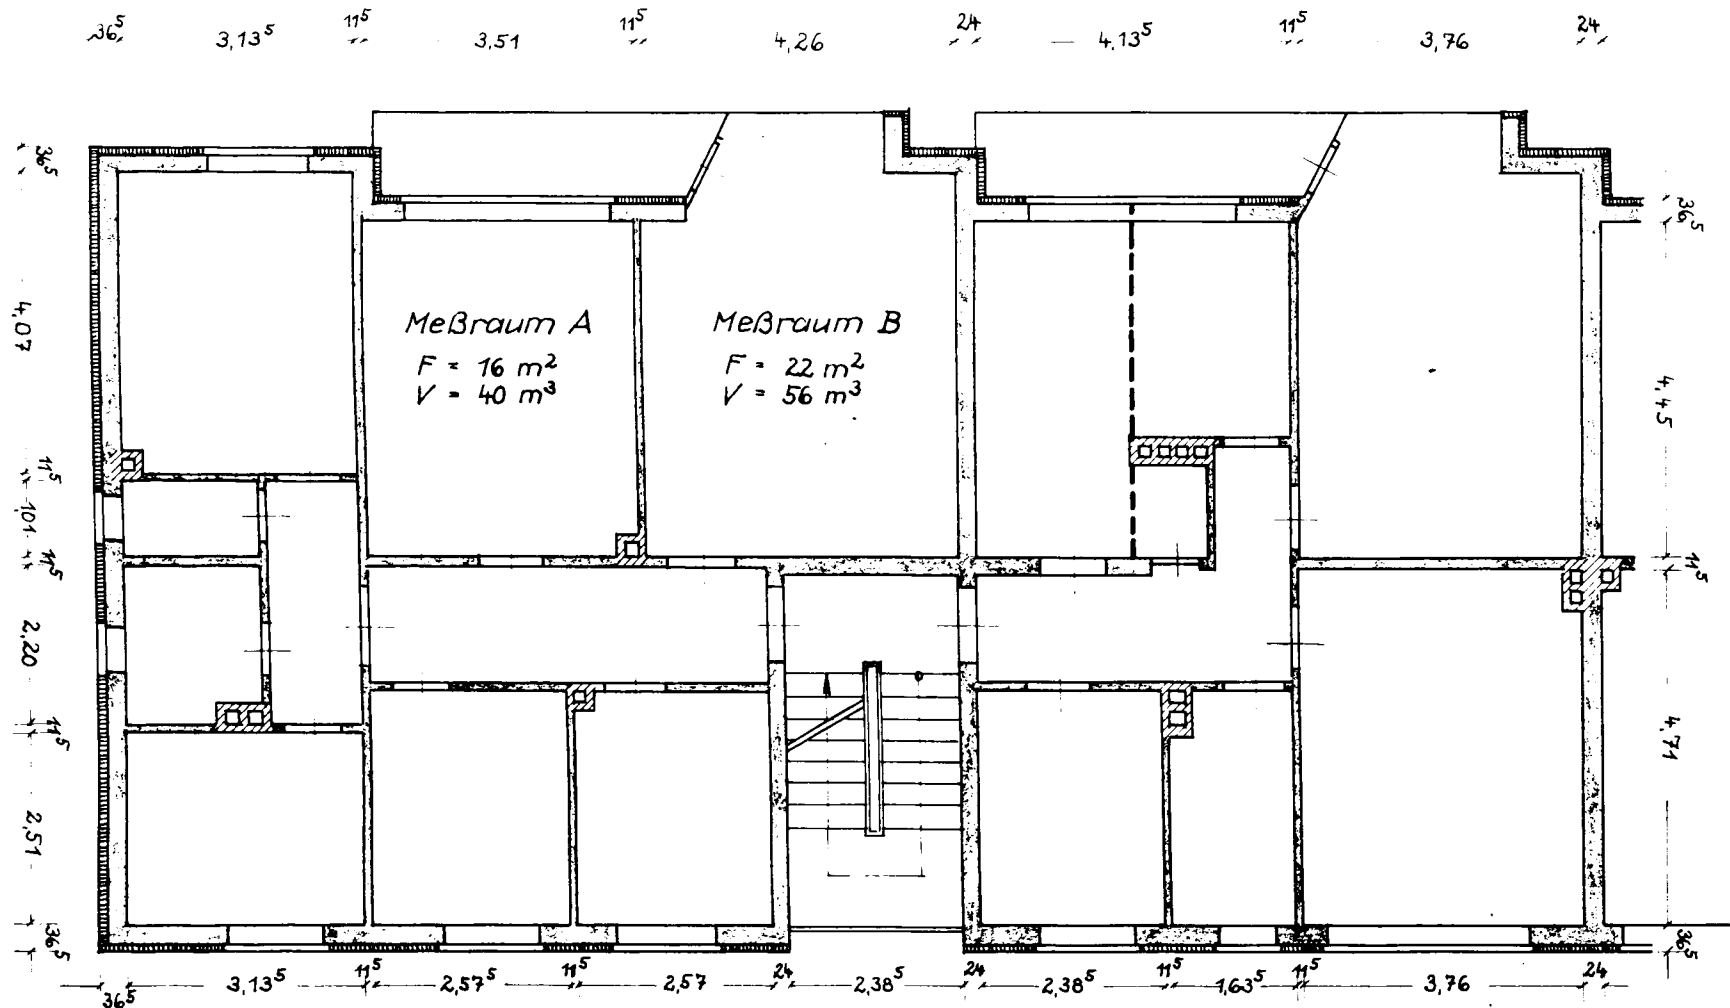 36⁵ 3,13⁵ 11⁵ 3,51 11⁵ 4,26 24 4,13⁵ 11⁵ 3,76 24
36⁵
4,07
11⁵
1,01
11⁵
2,20
11⁵
2,51
36⁵
Meßraum A
F = 16 m²
V = 40 m³
Meßraum B
F = 22 m²
V = 56 m³
36⁵
4,45
11⁵
4,71
36⁵
36⁵ 3,13⁵ 11⁵ 2,57⁵ 11⁵ 2,57 24 2,38⁵ 24 2,38⁵ 11⁵ 1,63⁵ 11⁵ 3,76 24